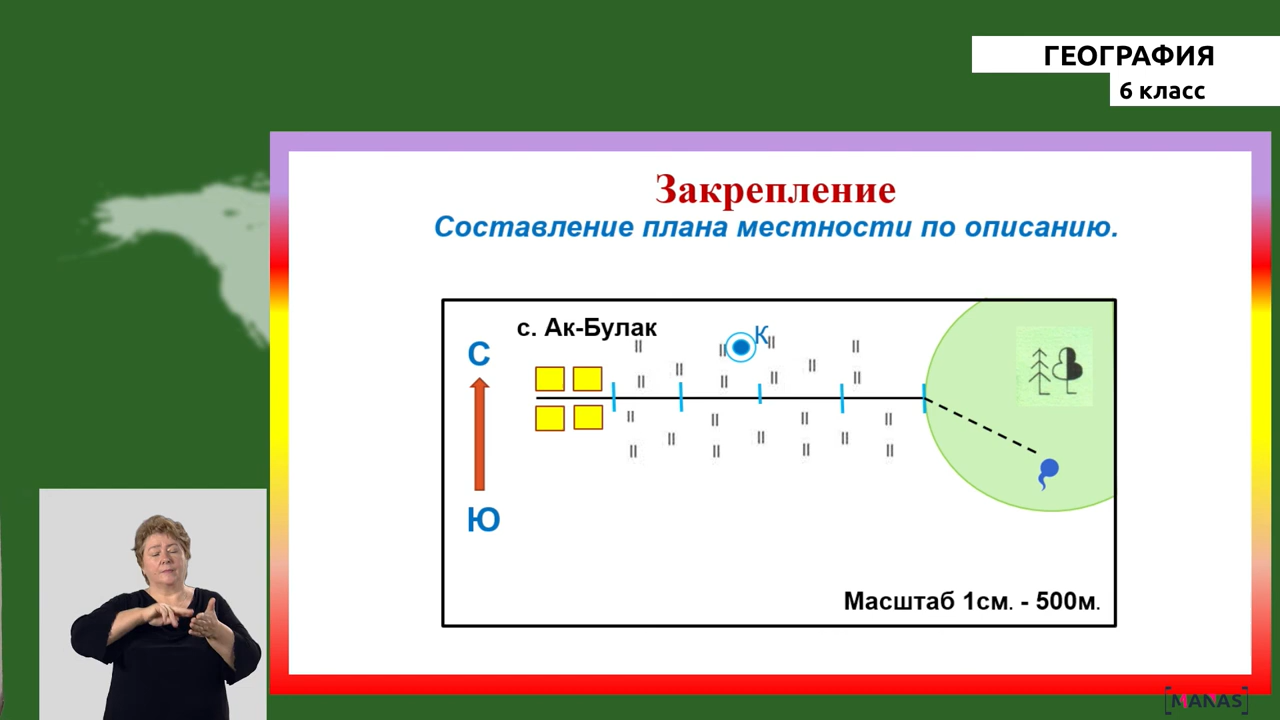 ГЕОГРАФИЯ
6 класс
Закрепление
Составление плана местности по описанию.
с. Ак-Булак
К
С
Ю
Масштаб 1см. - 500м.
[MANAS]